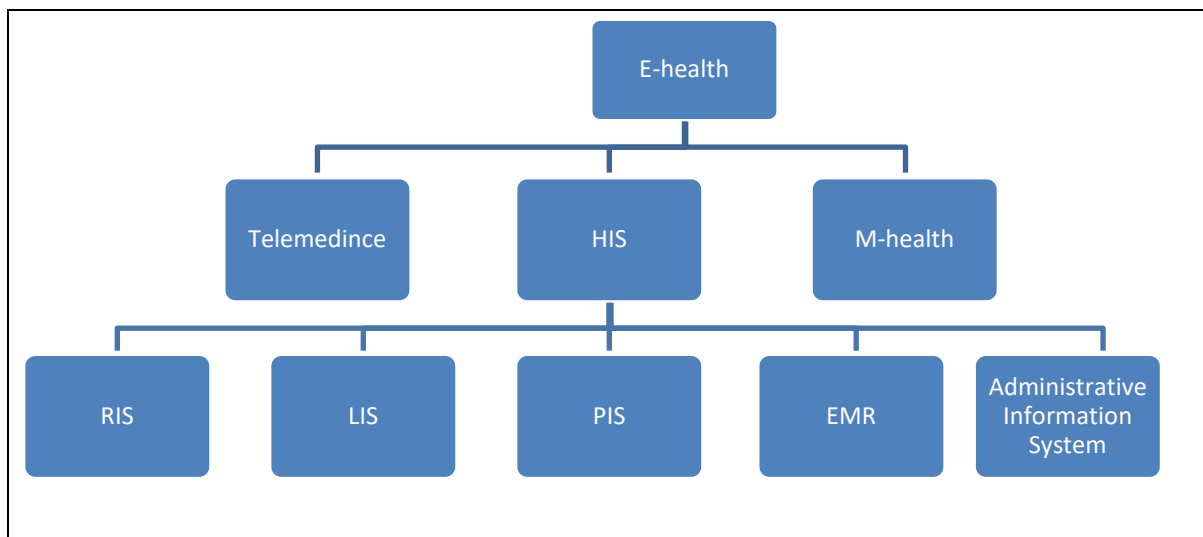 E-health
Telemedince
HIS
M-health
RIS
LIS
PIS
EMR
Administrative
Information
System